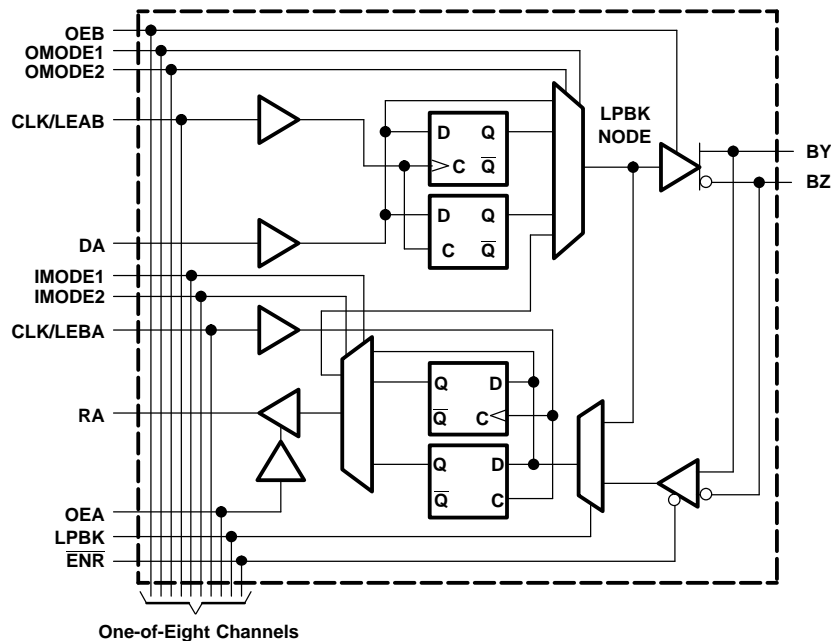 OEB
OMODE1
OMODE2
CLK/LEAB
D Q
C Q̅
LPBK
NODE
BY
BZ
D Q
C Q̅
DA
IMODE1
IMODE2
CLK/LEBA
Q D
Q̅ C
RA
Q D
Q̅ C
OEA
LPBK
E̅N̅R̅
One-of-Eight Channels